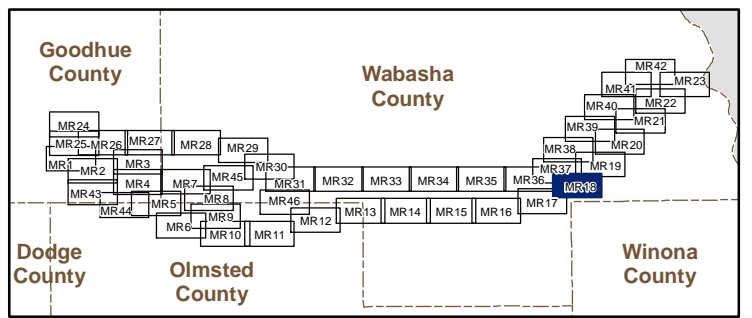 Goodhue
County
Wabasha
County
MR42
MR41
MR23
MR22
MR40
MR21
MR39
MR20
MR38
MR19
MR37
MR18
MR24
MR25
MR26
MR27
MR28
MR29
MR1
MR2
MR3
MR30
MR45
MR31
MR32
MR33
MR34
MR35
MR36
MR43
MR4
MR7
MR44
MR5
MR8
MR46
MR17
MR6
MR9
MR12
MR13
MR14
MR15
MR16
MR10
MR11
Dodge
County
Olmsted
County
Winona
County